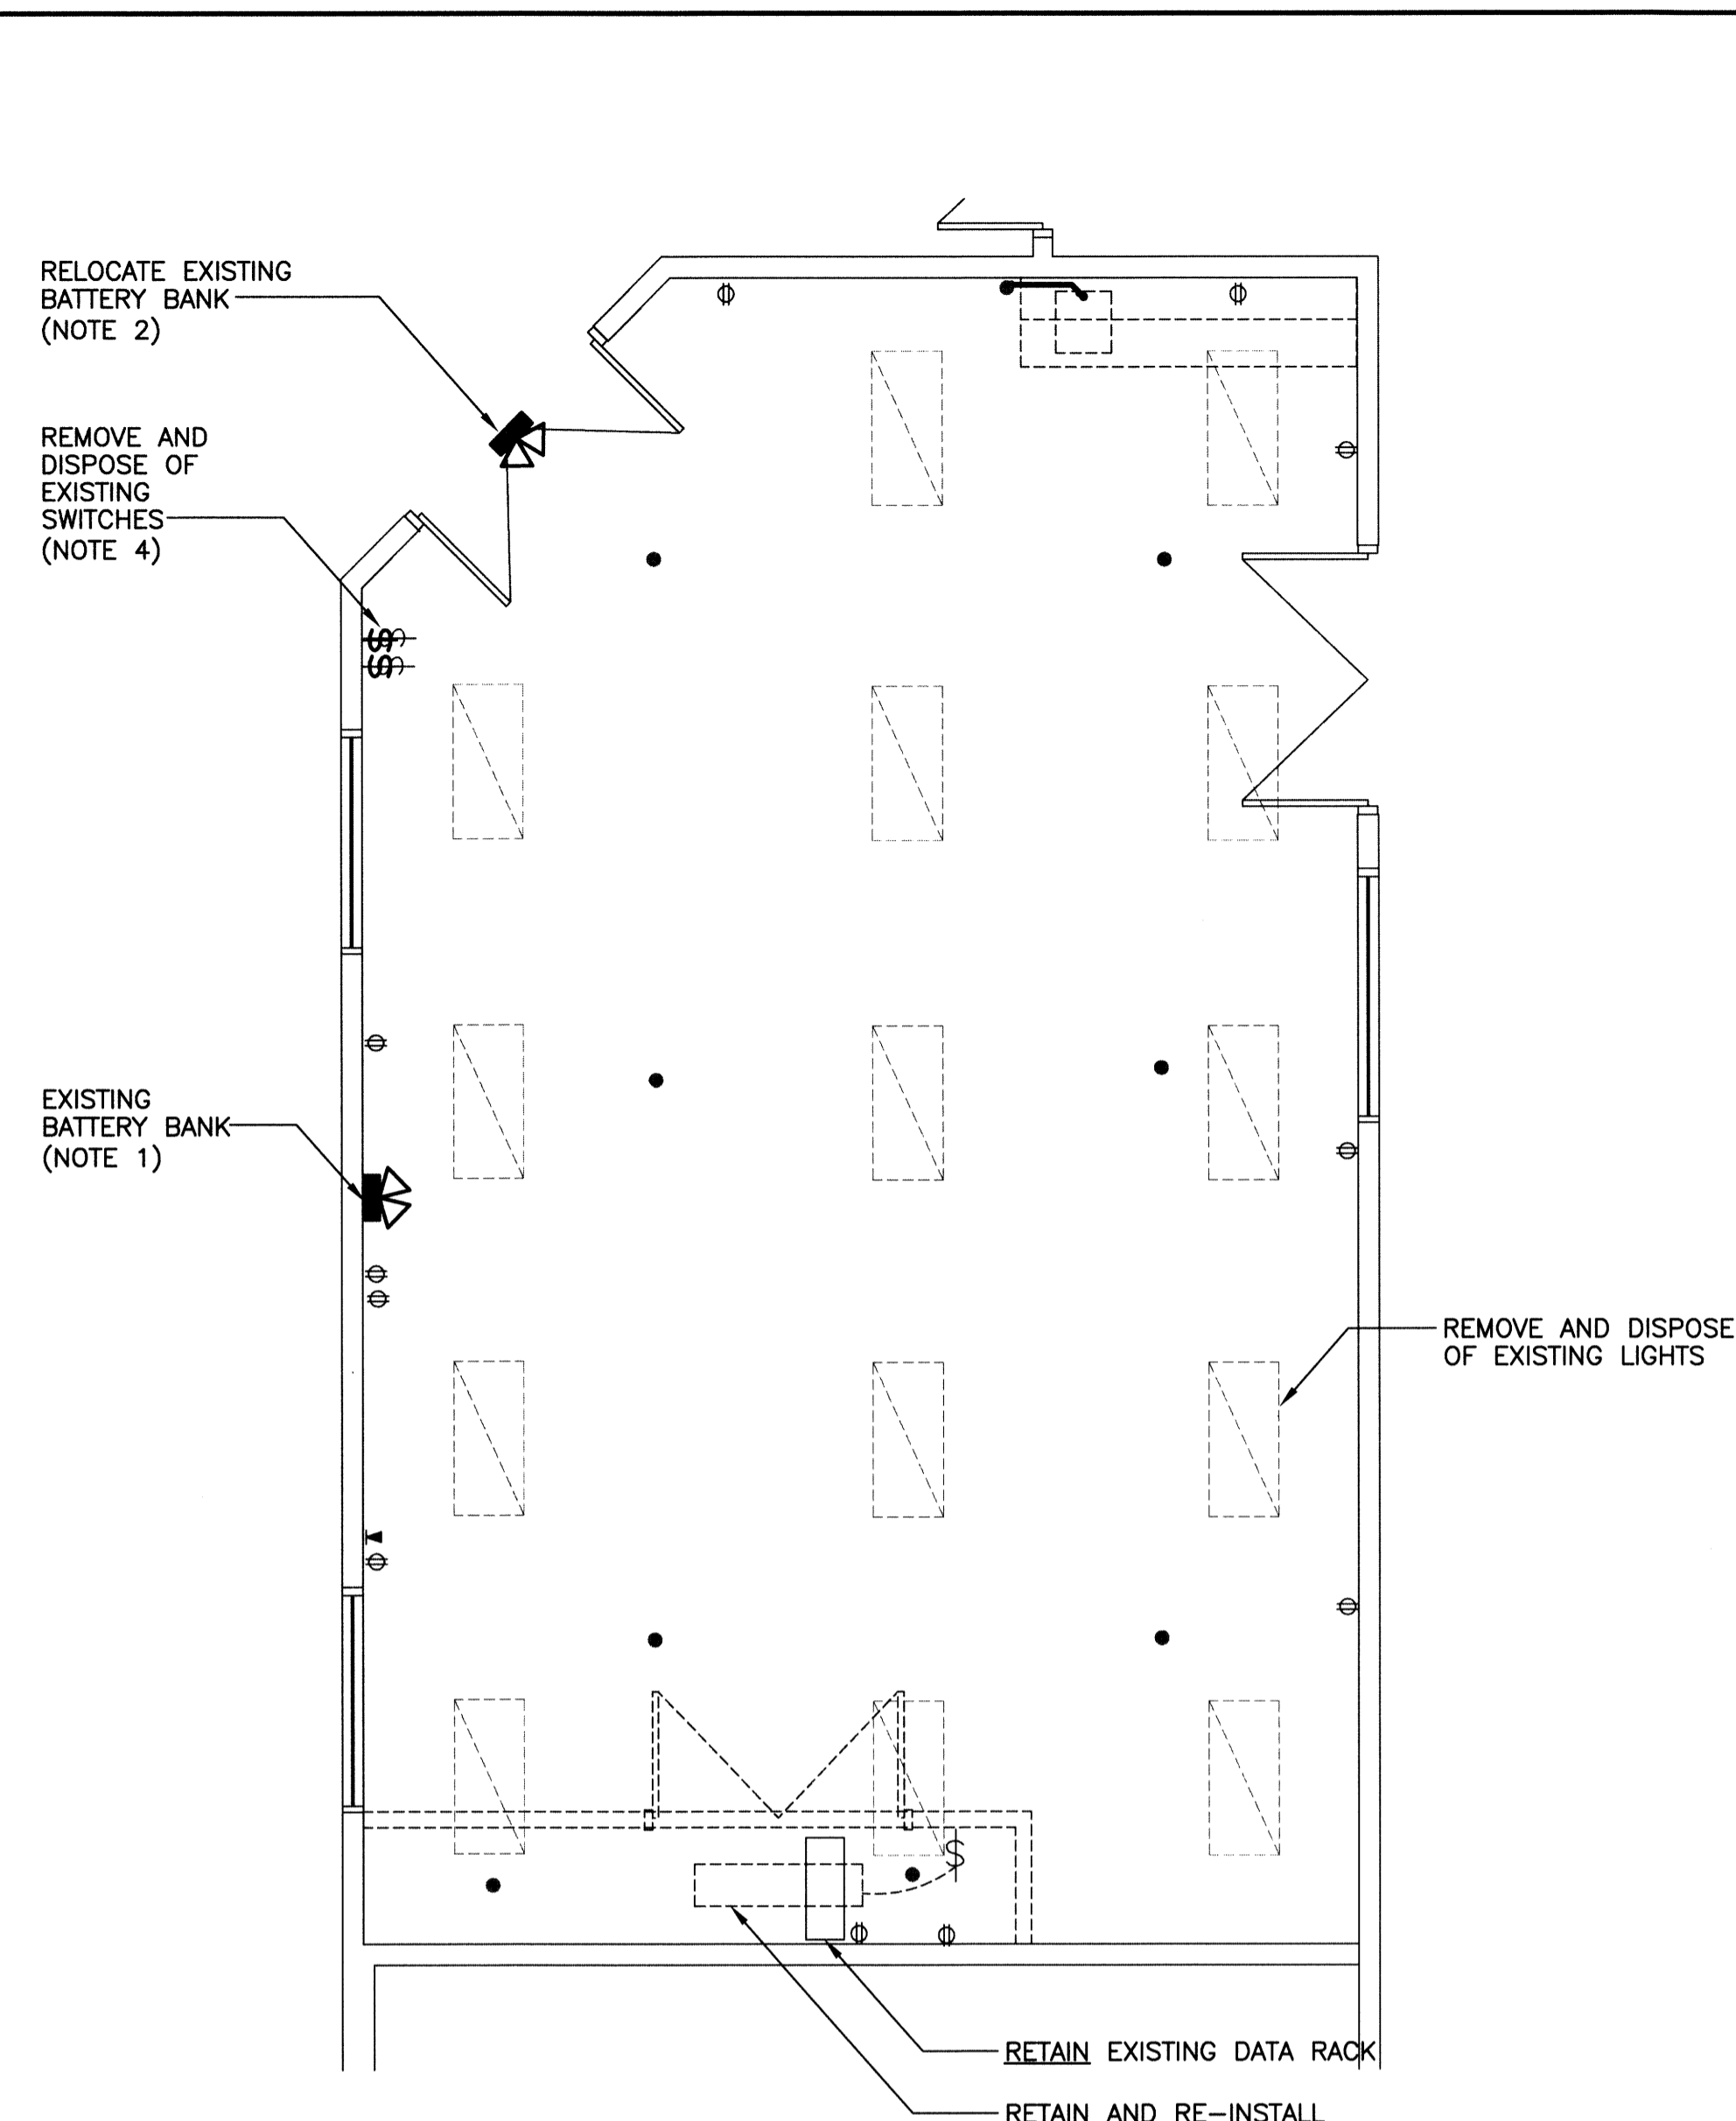 RELOCATE EXISTING
BATTERY BANK
(NOTE 2)
REMOVE AND
DISPOSE OF
EXISTING
SWITCHES
(NOTE 4)
$$$
$$$
EXISTING
BATTERY BANK
(NOTE 1)
REMOVE AND DISPOSE
OF EXISTING LIGHTS
$
RETAIN EXISTING DATA RACK
RETAIN AND RE-INSTALL